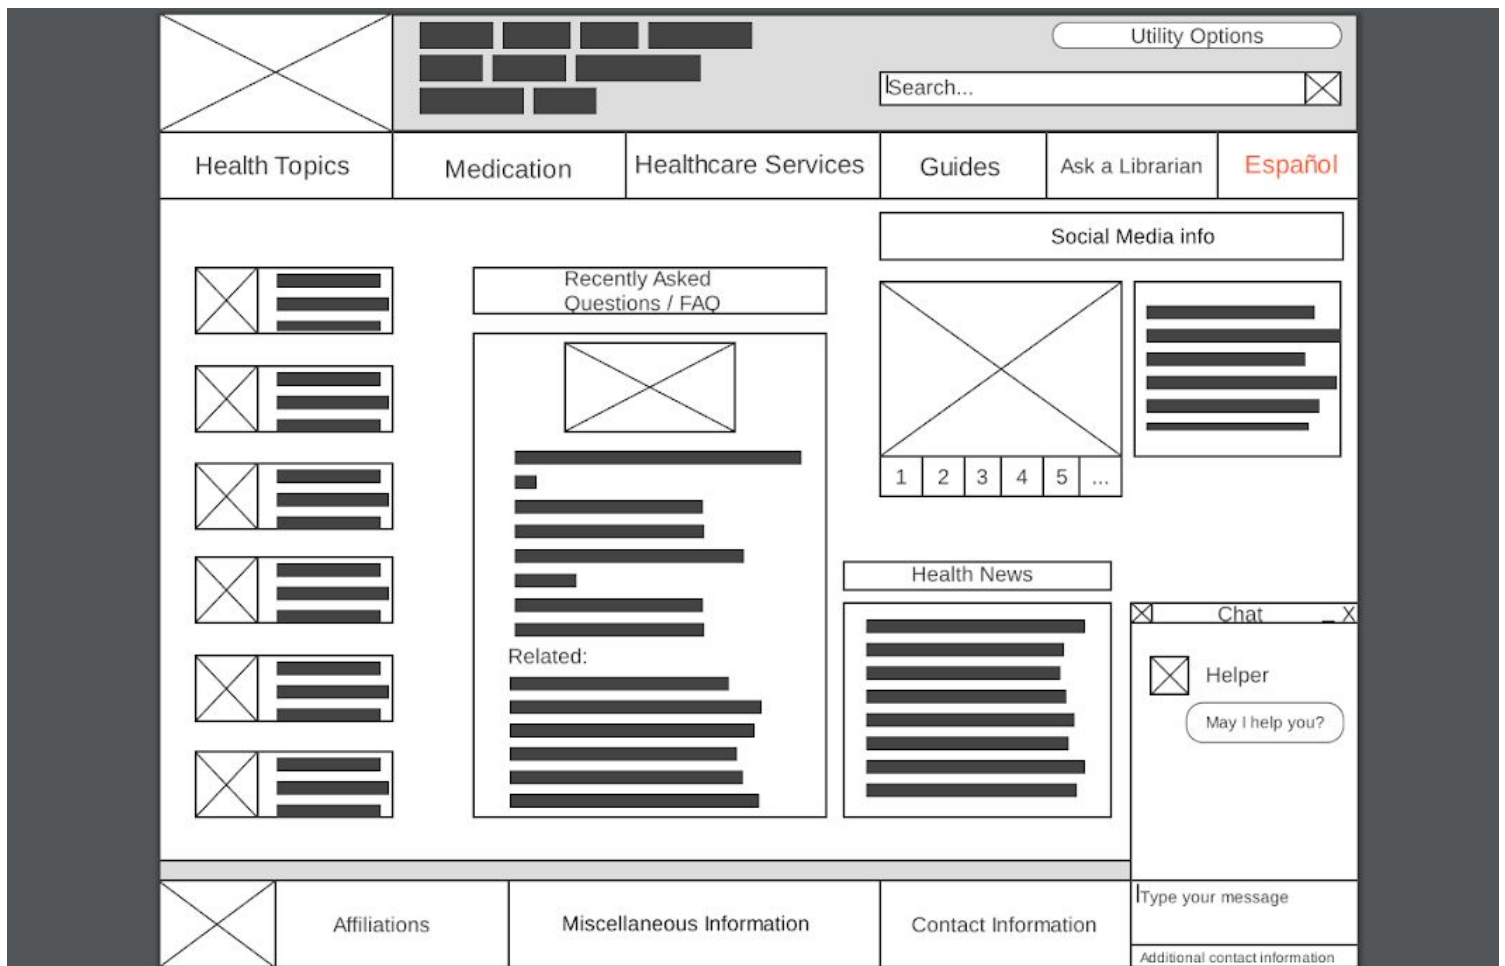 Utility Options
Search...
Health Topics
Medication
Healthcare Services
Guides
Ask a Librarian
Español
Social Media info
Recently Asked
Questions / FAQ
1 2 3 4 5 ...
Related:
Health News
Chat _ X
Helper
May I help you?
Type your message
Additional contact information
Affiliations
Miscellaneous Information
Contact Information